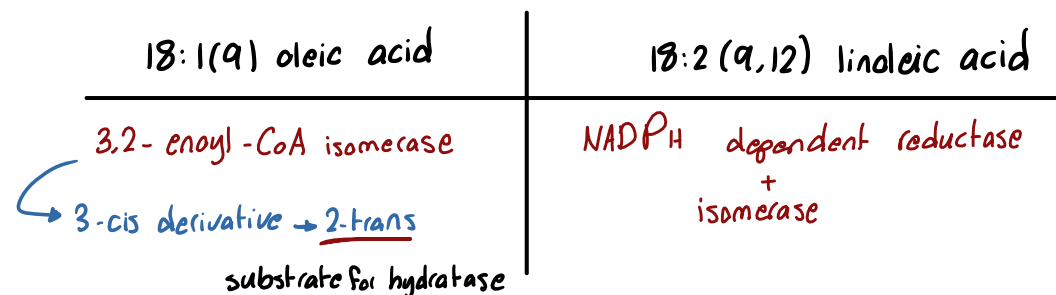 18:1(9) oleic acid
18:2(9,12) linoleic acid
3,2-enoyl-CoA isomerase
NADPH dependent reductase
+
isomerase
3-cis derivative → 2-trans
substrate for hydratase